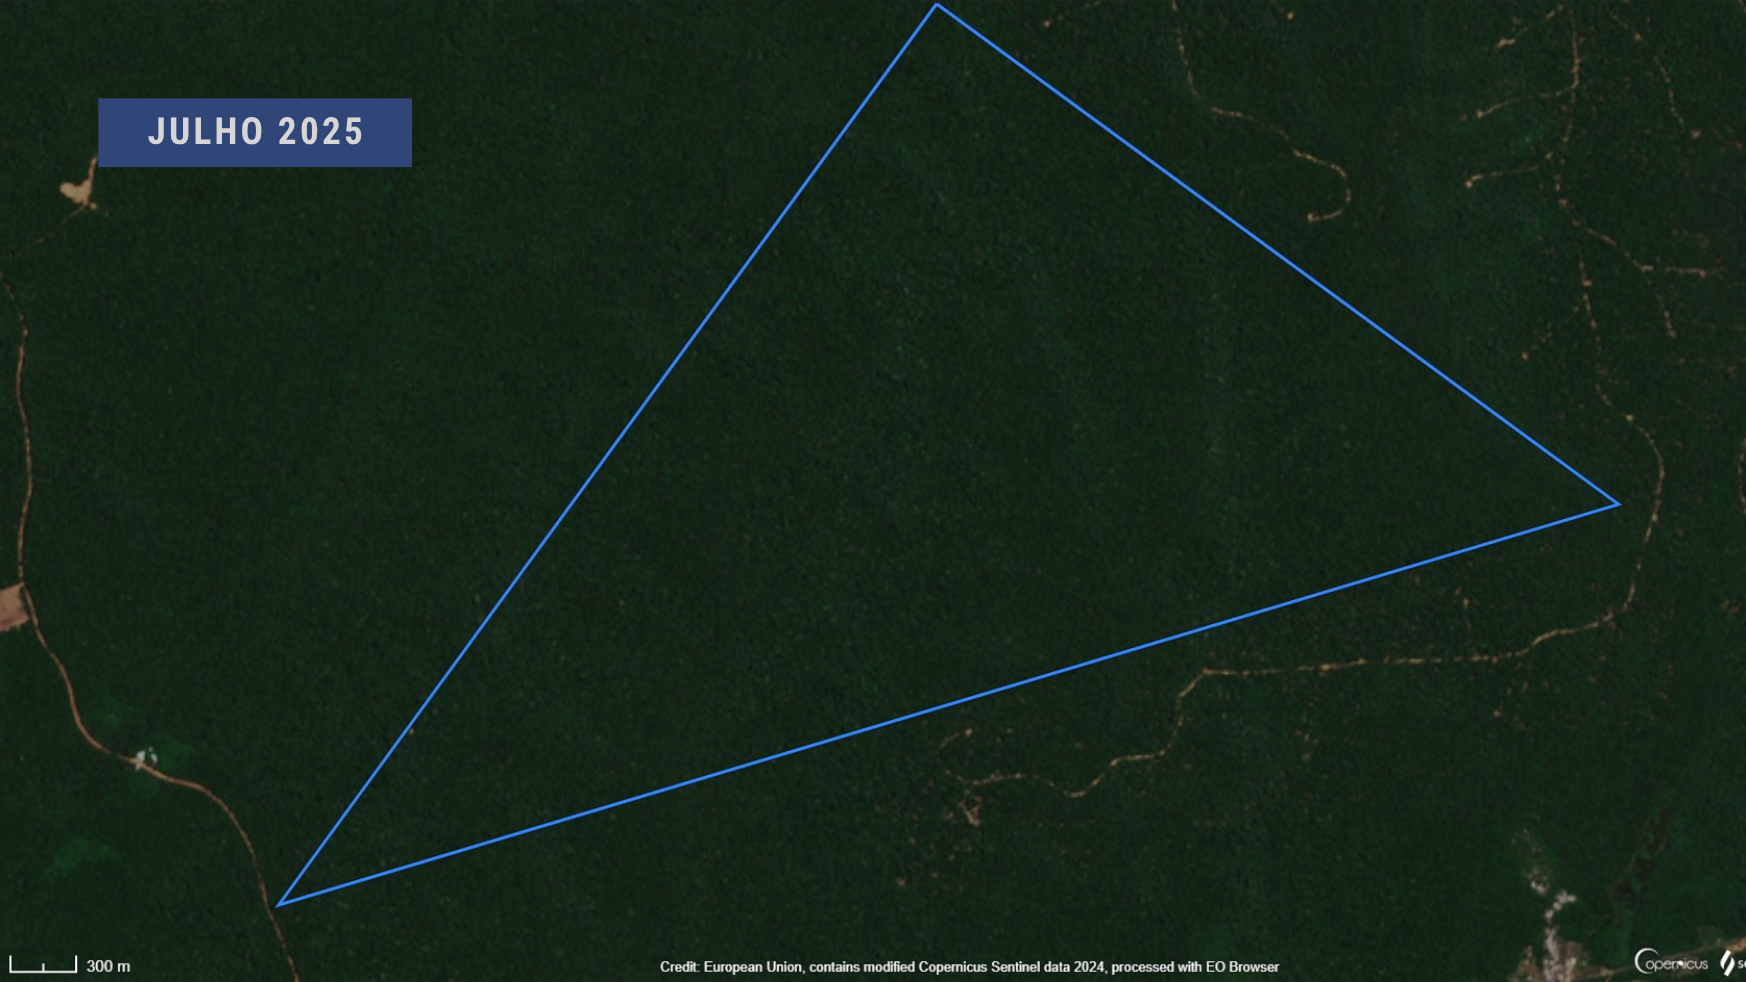 JULHO 2025
300 m
Credit: European Union, contains modified Copernicus Sentinel data 2024, processed with EO Browser
Copernicus